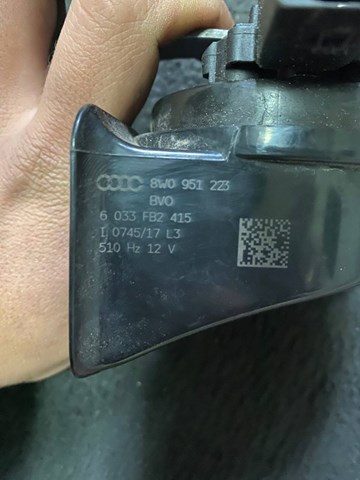 8W0 951 223
BVO
6 033 FB2 415
I 0745/17 L3
510 Hz 12 V